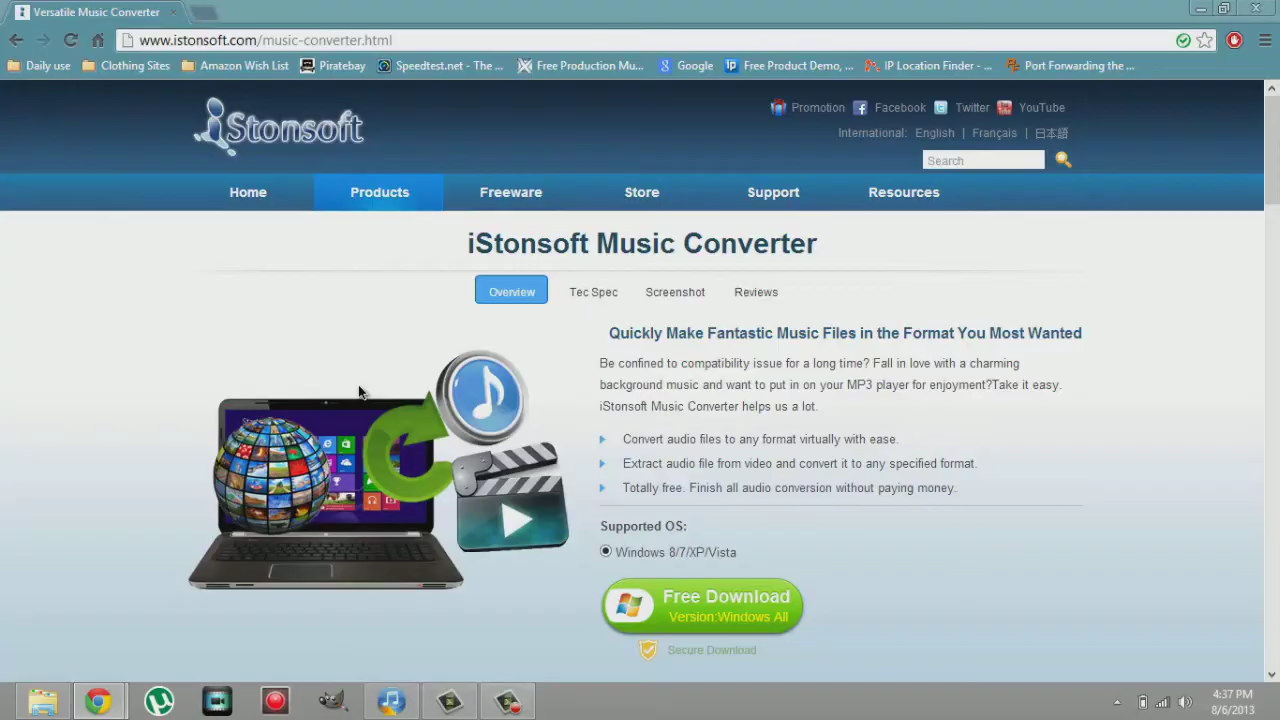 Versatile Music Converter
www.istonsoft.com/music-converter.html
Daily use Clothing Sites Amazon Wish List Piratebay Speedtest.net - The ... Free Production Mu... Google Free Product Demo, ... IP Location Finder - ... Port Forwarding the ...
iStonsoft
Promotion Facebook Twitter YouTube
International: English | Français | 日本語
Search
Home Products Freeware Store Support Resources
iStonsoft Music Converter
Overview Tec Spec Screenshot Reviews
Quickly Make Fantastic Music Files in the Format You Most Wanted
Be confined to compatibility issue for a long time? Fall in love with a charming
background music and want to put in on your MP3 player for enjoyment?Take it easy.
iStonsoft Music Converter helps us a lot.
Convert audio files to any format virtually with ease.
Extract audio file from video and convert it to any specified format.
Totally free. Finish all audio conversion without paying money.
Supported OS:
Windows 8/7/XP/Vista
Free Download
Version:Windows All
Secure Download
4:37 PM
8/6/2013